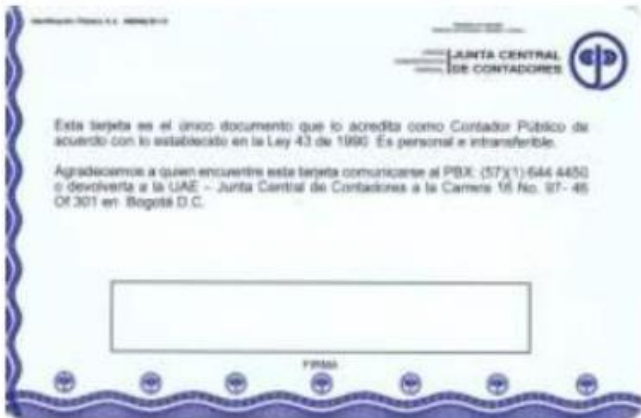 JUNTA CENTRAL
DE CONTADORES
Esta tarjeta es el único documento que lo acredita como Contador Público de
acuerdo con lo establecido en la Ley 43 de 1990. Es personal e intransferible.
Agradecemos a quien encuentre esta tarjeta comunicarse al PBX: (57)(1) 644 4450
o devolverla a la UAE - Junta Central de Contadores a la Carrera 16 No. 97- 46
Of 301 en Bogotá D.C.
FIRMA